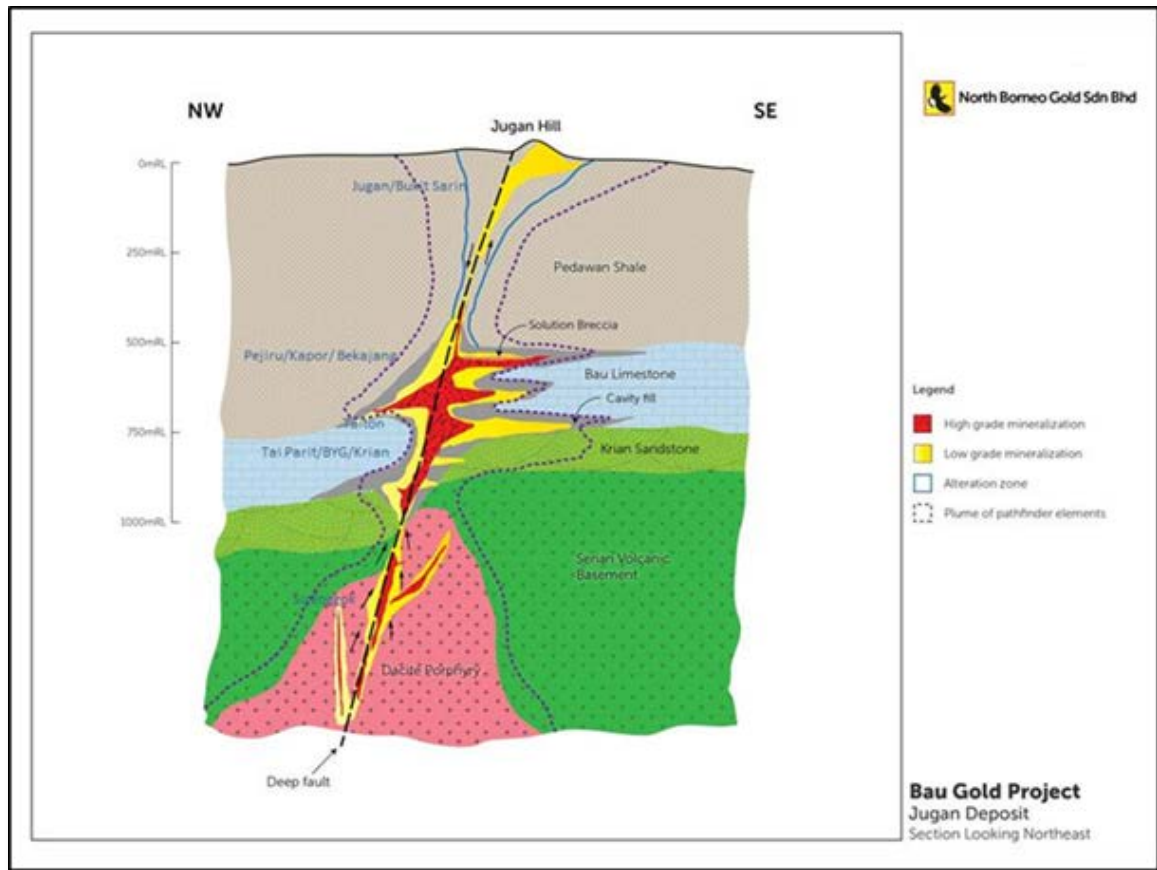 North Borneo Gold Sdn Bhd
NW
SE
Jugan Hill
0mRL
Jugan/Bukit Sarin
250mRL
Pedawan Shale
500mRL
Solution Breccia
Pejiru/Kapor/ Bekajang
Bau Limestone
Cavity fill
750mRL
Tai Parit/BYG/Krian
Krian Sandstone
1000mRL
Serian Volcanic
Basement
Dacite Porphyry
Deep fault
Legend
High grade mineralization
Low grade mineralization
Alteration zone
Plume of pathfinder elements
Bau Gold Project
Jugan Deposit
Section Looking Northeast